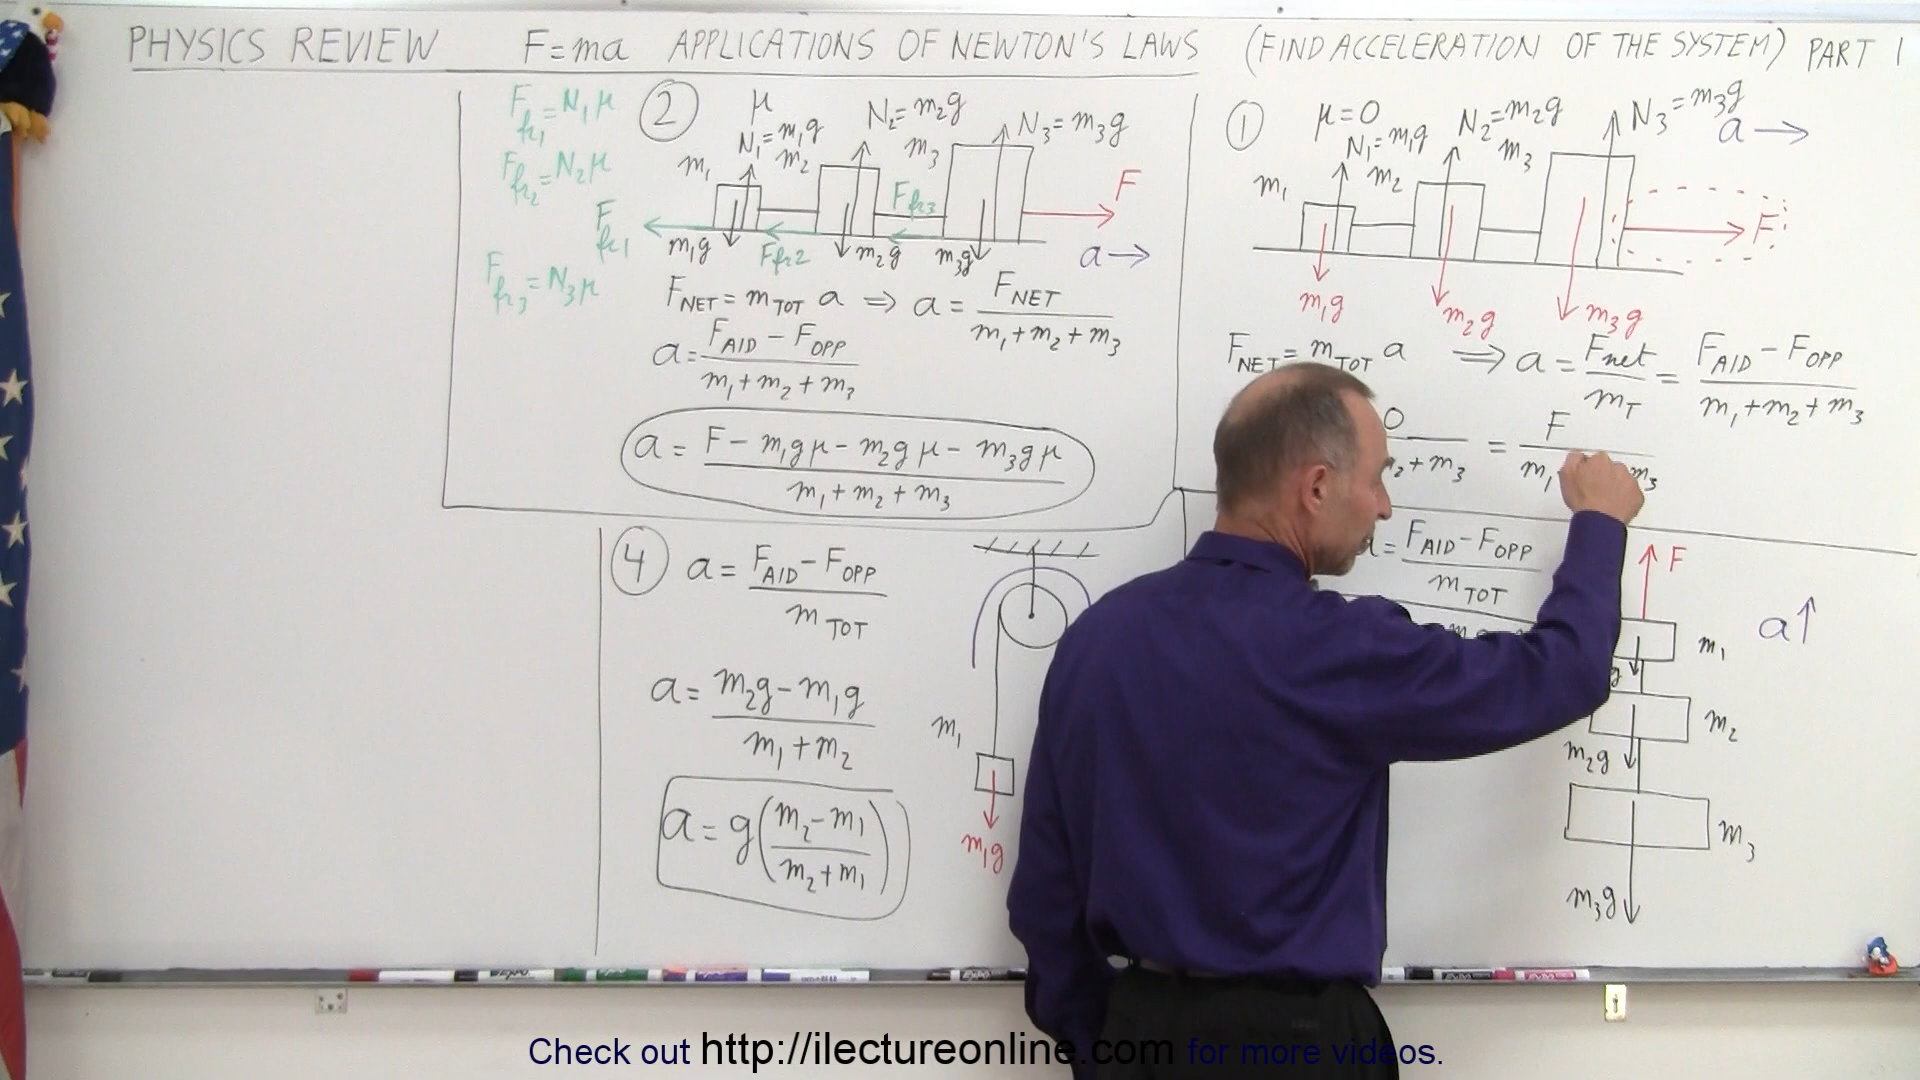 PHYSICS REVIEW F=ma APPLICATIONS OF NEWTON'S LAWS (FIND ACCELERATION OF THE SYSTEM) PART 1
F_fr1 = N₁μ
F_fr2 = N₂μ
F_fr3 = N₃μ
② μ
N₁=m₁g N₂=m₂g N₃=m₃g
m₁ m₂ m₃
F_fr3 F
F_fr1 m₁g F_fr2 m₂g m₃g a→
F_NET = m_TOT a ⇒ a = F_NET / (m₁+m₂+m₃)
a = (F_AID − F_OPP) / (m₁+m₂+m₃)
a = (F − m₁gμ − m₂gμ − m₃gμ) / (m₁+m₂+m₃)
① μ=0
N₁=m₁g N₂=m₂g N₃=m₃g a→
m₁ m₂ m₃
F
m₁g m₂g m₃g
F_NET = m_TOT a ⇒ a = F_net / m_T = (F_AID − F_OPP) / (m₁+m₂+m₃)
0
₂+m₃ = F / m₁ m₃
④ a = (F_AID − F_OPP) / m_TOT
a = (m₂g − m₁g) / (m₁+m₂)
a = g((m₂−m₁) / (m₂+m₁))
m₁
m₁g
a = (F_AID − F_OPP) / m_TOT
F
a↑
m₁
g
m₂
m₂g
m₃
m₃g
Check out http://ilectureonline.com for more videos.